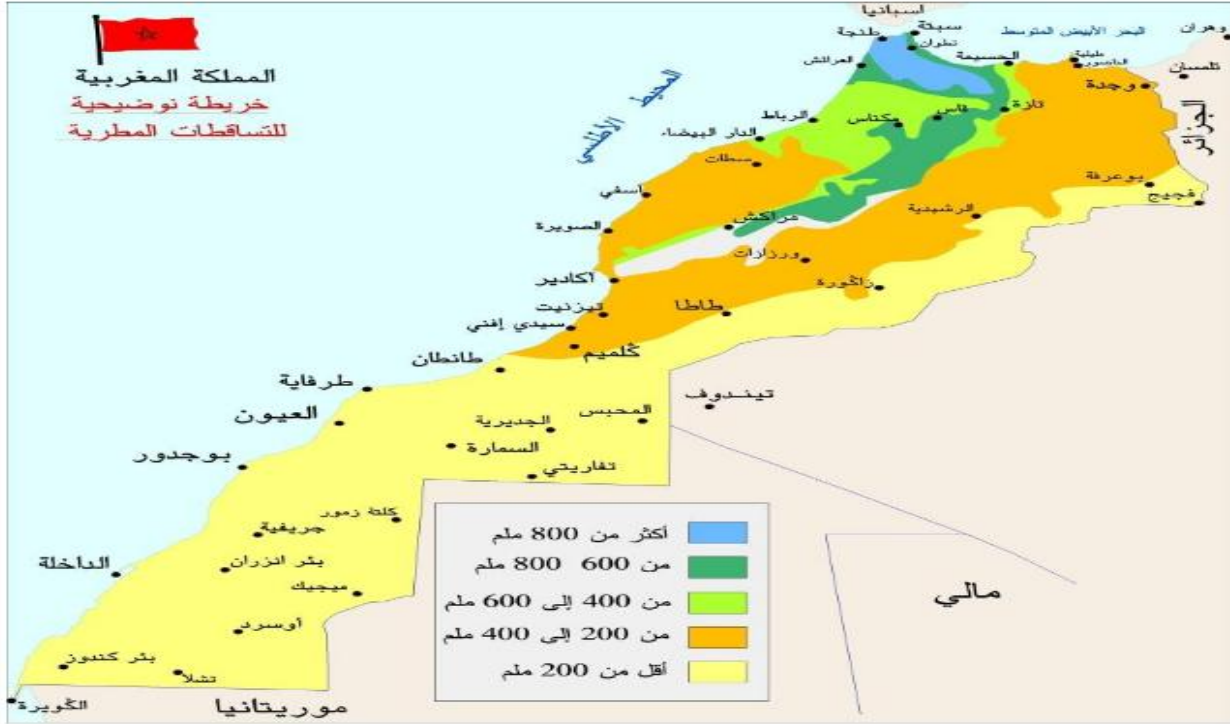 المملكة المغربية
خريطة توضيحية
للتساقطات المطرية
اسبانيا
سبتة
طنجة
تطوان
البحر الأبيض المتوسط
وهران
العرائش
الحسيمة
مليلية
الناضور
تلمسان
وجدة
المحيط الأطلسي
الجزائر
تازة
فاس
مكناس
الرباط
الدار البيضاء
سطات
بوعرفة
فجيج
آسفي
الرشيدية
مراكش
الصويرة
ورزازات
أكادير
زاكورة
طاطا
تيزنيت
سيدي إفني
كلميم
طانطان
طرفاية
تيندوف
المحبس
الجديرية
العيون
السمارة
بوجدور
تفاريتي
كلتة زمور
جريفية
بئر انزران
الداخلة
ميجيك
أوسرد
بئر كندوز
تشلا
الكويرة
موريتانيا
مالي
أكثر من 800 ملم
من 600 800 ملم
من 400 إلى 600 ملم
من 200 إلى 400 ملم
أقل من 200 ملم